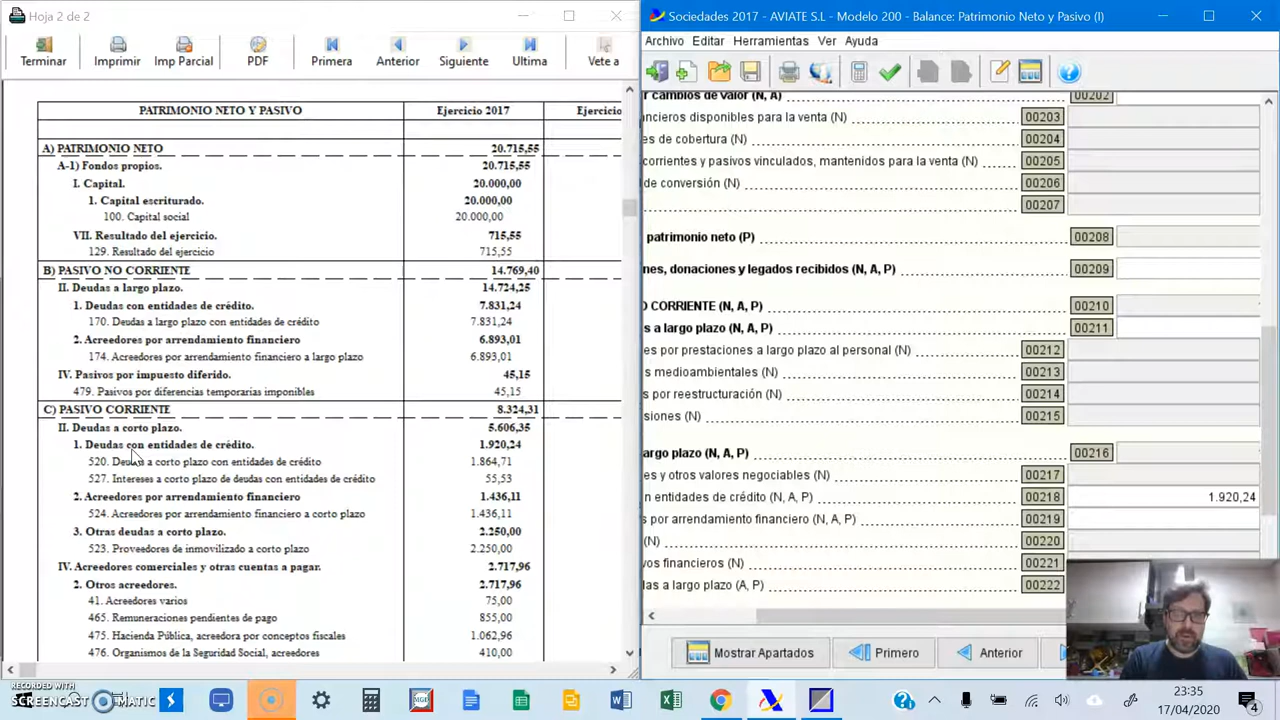 Hoja 2 de 2
Terminar Imprimir Imp Parcial PDF Primera Anterior Siguiente Ultima Vete a
PATRIMONIO NETO Y PASIVO Ejercicio 2017 Ejercicio
A) PATRIMONIO NETO 20.715,55
A-1) Fondos propios. 20.715,55
I. Capital. 20.000,00
1. Capital escriturado. 20.000,00
100. Capital social 20.000,00
VII. Resultado del ejercicio. 715,55
129. Resultado del ejercicio 715,55
B) PASIVO NO CORRIENTE 14.769,40
II. Deudas a largo plazo. 14.724,25
1. Deudas con entidades de crédito. 7.831,24
170. Deudas a largo plazo con entidades de crédito 7.831,24
2. Acreedores por arrendamiento financiero 6.893,01
174. Acreedores por arrendamiento financiero a largo plazo 6.893,01
IV. Pasivos por impuesto diferido. 45,15
479. Pasivos por diferencias temporarias imponibles 45,15
C) PASIVO CORRIENTE 8.324,31
II. Deudas a corto plazo. 5.606,35
1. Deudas con entidades de crédito. 1.920,24
520. Deudas a corto plazo con entidades de crédito 1.864,71
527. Intereses a corto plazo de deudas con entidades de crédito 55,53
2. Acreedores por arrendamiento financiero 1.436,11
524. Acreedores por arrendamiento financiero a corto plazo 1.436,11
3. Otras deudas a corto plazo. 2.250,00
523. Proveedores de inmovilizado a corto plazo 2.250,00
IV. Acreedores comerciales y otras cuentas a pagar. 2.717,96
2. Otros acreedores. 2.717,96
41. Acreedores varios 75,00
465. Remuneraciones pendientes de pago 855,00
475. Hacienda Pública, acreedora por conceptos fiscales 1.062,96
476. Organismos de la Seguridad Social, acreedores 410,00
Sociedades 2017 - AVIATE S.L - Modelo 200 - Balance: Patrimonio Neto y Pasivo (I)
Archivo Editar Herramientas Ver Ayuda
r cambios de valor (N, A) 00202
ncieros disponibles para la venta (N) 00203
es de cobertura (N) 00204
corrientes y pasivos vinculados, mantenidos para la venta (N) 00205
de conversión (N) 00206
00207
patrimonio neto (P) 00208
nes, donaciones y legados recibidos (N, A, P) 00209
O CORRIENTE (N, A, P) 00210
s a largo plazo (N, A, P) 00211
es por prestaciones a largo plazo al personal (N) 00212
s medioambientales (N) 00213
por reestructuración (N) 00214
siones (N) 00215
argo plazo (N, A, P) 00216
es y otros valores negociables (N) 00217
n entidades de crédito (N, A, P) 00218 1.920,24
s por arrendamiento financiero (N, A, P) 00219
(N) 00220
vos financieros (N) 00221
das a largo plazo (A, P) 00222
Mostrar Apartados Primero Anterior
RECORDED WITH
SCREENCAST MATIC
23:35
17/04/2020
4